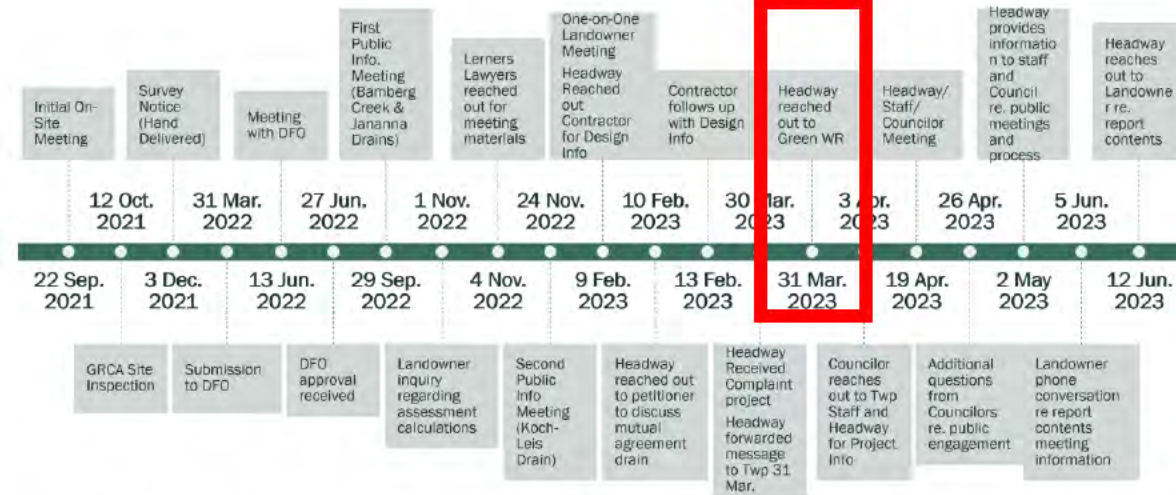 Initial On-
Site
Meeting
Survey
Notice
(Hand
Delivered)
Meeting
with DFO
First
Public
Info.
Meeting
(Bamberg
Creek &
Jananna
Drains)
Lerners
Lawyers
reached
out for
meeting
materials
One-on-One
Landowner
Meeting
Headway
Reached
out
Contractor
for Design
Info
Contractor
follows up
with Design
Info
Headway
reached
out to
Green WR
Headway/
Staff/
Councilor
Meeting
Headway
provides
informatio
n to staff
and
Council
re. public
meetings
and
process
Headway
reaches
out to
Landowne
r re.
report
contents
12 Oct. 31 Mar. 27 Jun. 1 Nov. 24 Nov. 10 Feb. 30 Mar. 3 Apr. 26 Apr. 5 Jun.
2021 2022 2022 2022 2022 2023 2023 2023 2023 2023
22 Sep. 3 Dec. 13 Jun. 29 Sep. 4 Nov. 9 Feb. 13 Feb. 31 Mar. 19 Apr. 2 May 12 Jun.
2021 2021 2022 2022 2022 2023 2023 2023 2023 2023 2023
GRCA Site
Inspection
Submission
to DFO
DFO
approval
received
Landowner
inquiry
regarding
assessment
calculations
Second
Public
Info
Meeting
(Koch-
Leis
Drain)
Headway
reached out
to petitioner
to discuss
mutual
agreement
drain
Headway
Received
Complaint
project
Headway
forwarded
message
to Twp 31
Mar.
Councilor
reaches
out to Twp
Staff and
Headway
for Project
Info
Additional
questions
from
Councilors
re. public
engagement
Landowner
phone
conversation
re report
contents
meeting
information